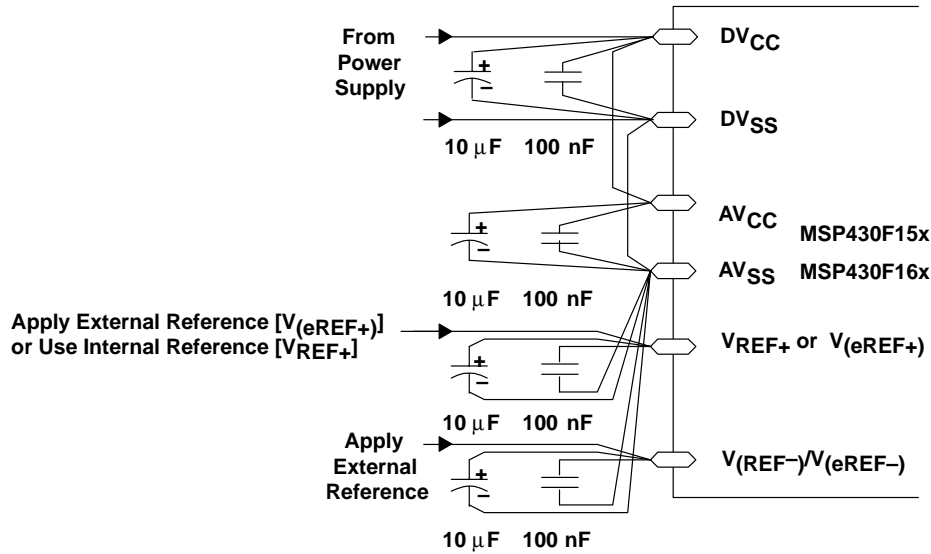 From
Power
Supply
DVCC
+
−
DVSS
10 μF 100 nF
AVCC
MSP430F15x
+
−
AVSS MSP430F16x
10 μF 100 nF
Apply External Reference [V(eREF+)]
or Use Internal Reference [VREF+]
VREF+ or V(eREF+)
+
−
10 μF 100 nF
Apply
External
Reference
V(REF−)/V(eREF−)
+
−
10 μF 100 nF